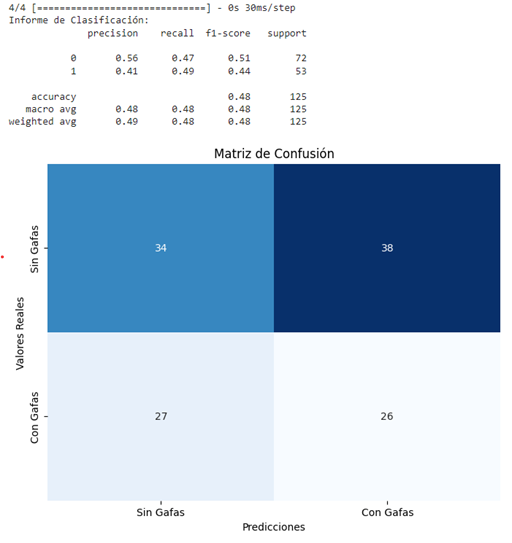 4/4 [==============================] - 0s 30ms/step
Informe de Clasificación:
precision recall f1-score support
0 0.56 0.47 0.51 72
1 0.41 0.49 0.44 53
accuracy 0.48 125
macro avg 0.48 0.48 0.48 125
weighted avg 0.49 0.48 0.48 125
Matriz de Confusión
Sin Gafas
34
38
Valores Reales
Con Gafas
27
26
Sin Gafas
Con Gafas
Predicciones